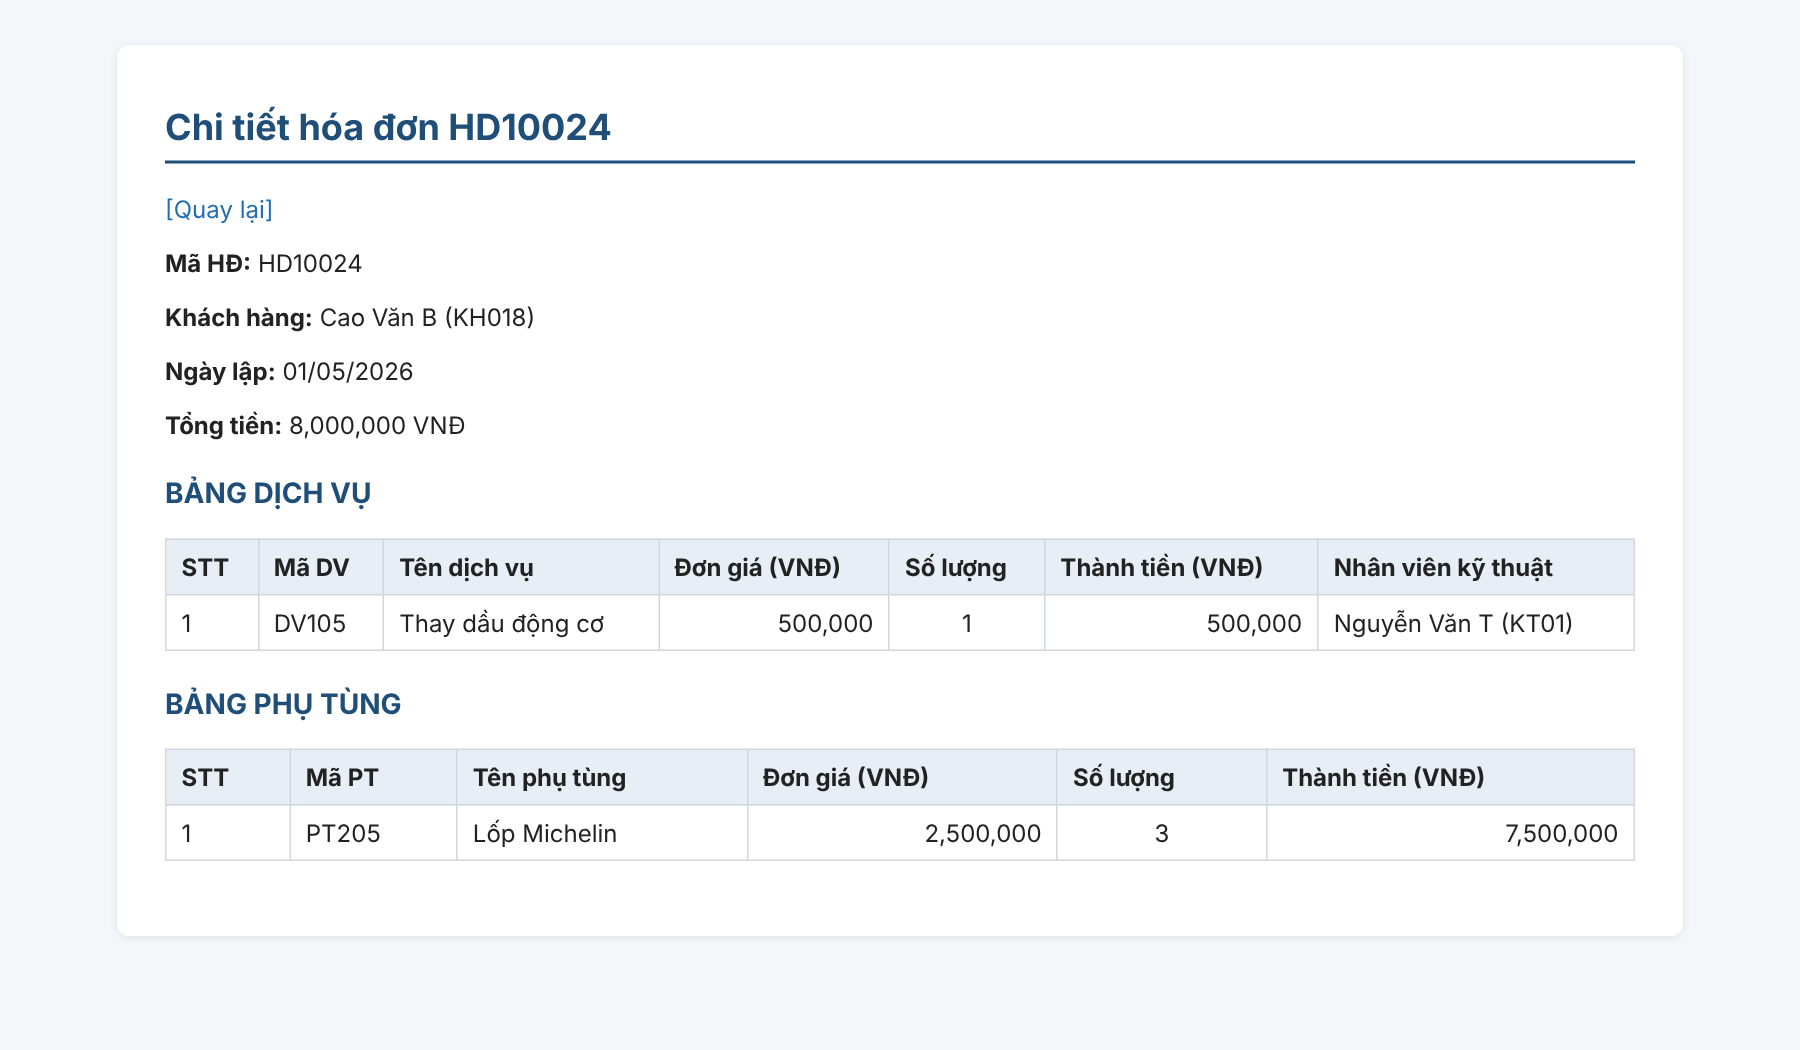 Chi tiết hóa đơn HD10024
[Quay lại]
Mã HĐ: HD10024
Khách hàng: Cao Văn B (KH018)
Ngày lập: 01/05/2026
Tổng tiền: 8,000,000 VNĐ
BẢNG DỊCH VỤ
STT Mã DV Tên dịch vụ Đơn giá (VNĐ) Số lượng Thành tiền (VNĐ) Nhân viên kỹ thuật
1 DV105 Thay dầu động cơ 500,000 1 500,000 Nguyễn Văn T (KT01)
BẢNG PHỤ TÙNG
STT Mã PT Tên phụ tùng Đơn giá (VNĐ) Số lượng Thành tiền (VNĐ)
1 PT205 Lốp Michelin 2,500,000 3 7,500,000